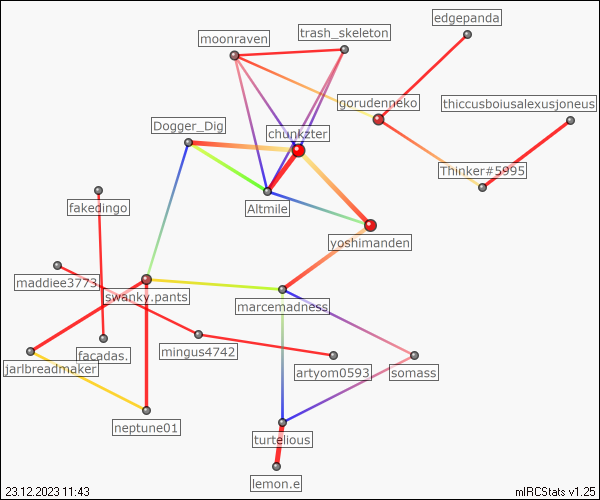 edgepanda
trash_skeleton
moonraven
gorudenneko
thiccusboiusalexusjoneus
Dogger_Dig
chunkzter
Thinker#5995
fakedingo
Altmile
yoshimanden
maddiee3773
swanky.pants
marcemadness
facadas.
mingus4742
jarlbreadmaker
artyom0593
somass
neptune01
turtelious
lemon.e
23.12.2023 11:43
mIRCStats v1.25